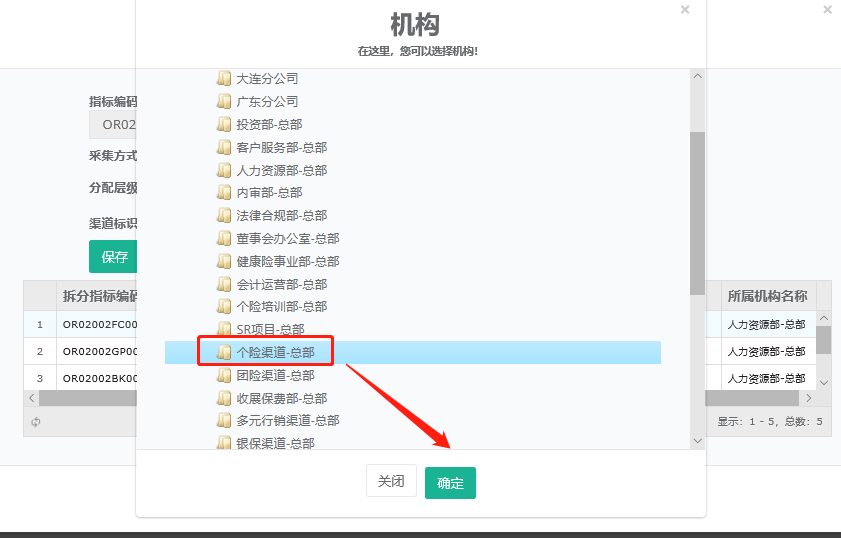 机构
在这里，您可以选择机构!
大连分公司
广东分公司
投资部-总部
客户服务部-总部
人力资源部-总部
内审部-总部
法律合规部-总部
董事会办公室-总部
健康险事业部-总部
会计运营部-总部
个险培训部-总部
SR项目-总部
个险渠道-总部
团险渠道-总部
收展保费部-总部
多元行销渠道-总部
银保渠道-总部
关闭 确定
指标编码
OR02
采集方式
分配层级
渠道标识
保存
拆分指标编码 所属机构名称
1 OR02002FC00 人力资源部-总部
2 OR02002GP00 人力资源部-总部
3 OR02002BK00 人力资源部-总部
显示： 1 - 5，总数： 5